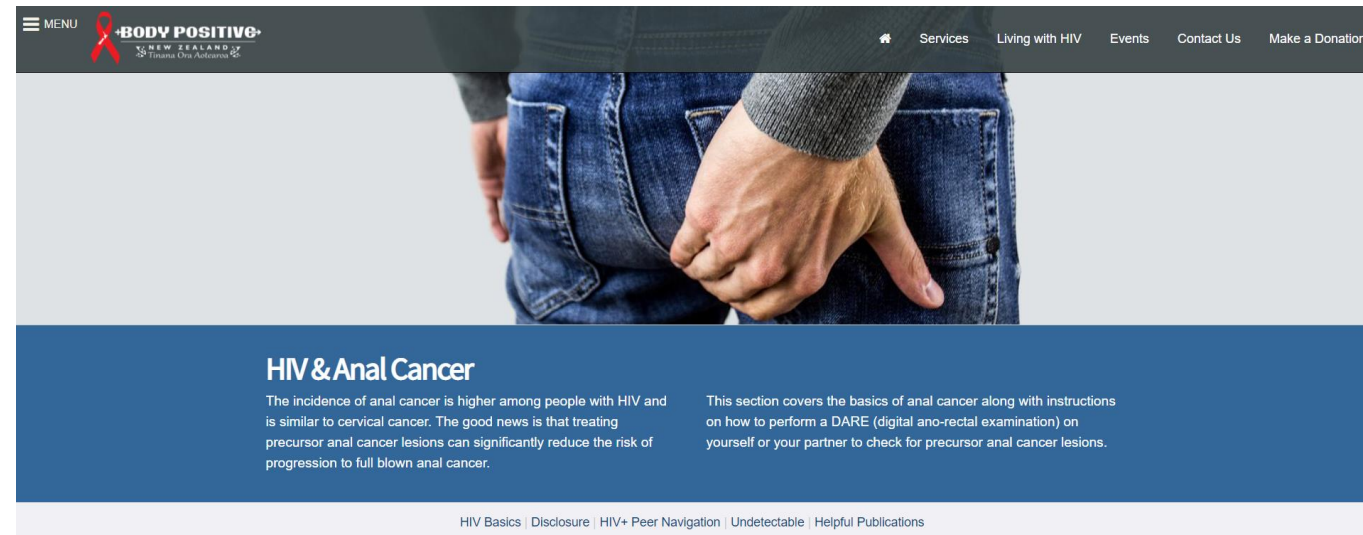 MENU
+BODY POSITIVE+
NEW ZEALAND
Tinana Ora Aotearoa
Services
Living with HIV
Events
Contact Us
Make a Donation
HIV & Anal Cancer
The incidence of anal cancer is higher among people with HIV and
is similar to cervical cancer. The good news is that treating
precursor anal cancer lesions can significantly reduce the risk of
progression to full blown anal cancer.
This section covers the basics of anal cancer along with instructions
on how to perform a DARE (digital ano-rectal examination) on
yourself or your partner to check for precursor anal cancer lesions.
HIV Basics | Disclosure | HIV+ Peer Navigation | Undetectable | Helpful Publications